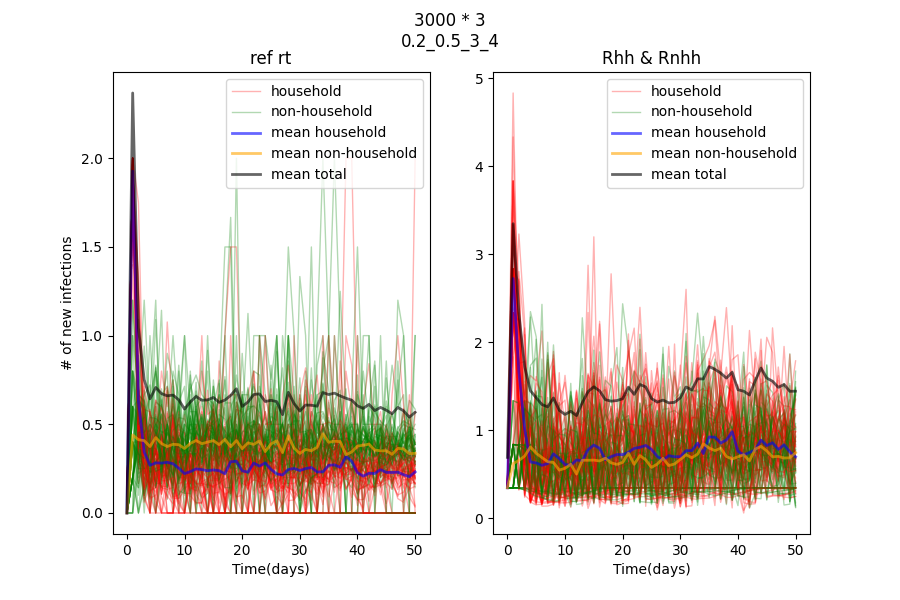 3000 * 3
0.2_0.5_3_4
ref rt
Rhh & Rnhh
household
non-household
mean household
mean non-household
mean total
household
non-household
mean household
mean non-household
mean total
# of new infections
2.0
1.5
1.0
0.5
0.0
0
10
20
30
40
50
Time(days)
5
4
3
2
1
0
0
10
20
30
40
50
Time(days)